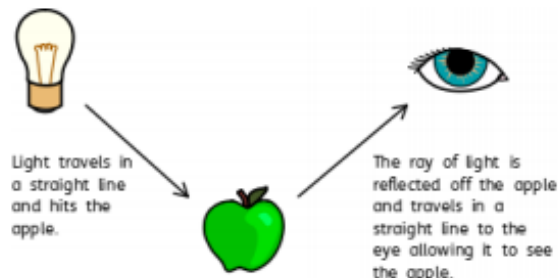 Light travels in
a straight line
and hits the
apple.
The ray of light is
reflected off the apple
and travels in a
straight line to the
eye allowing it to see
the apple.